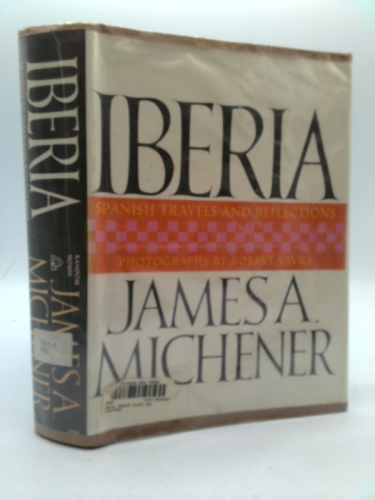 IBERIA
SPANISH TRAVELS AND REFLECTIONS
PHOTOGRAPHS BY ROBERT VAVRA
JAMES A.
MICHENER
IBERIA
RANDOM
HOUSE
JAMES A.
MICHENER